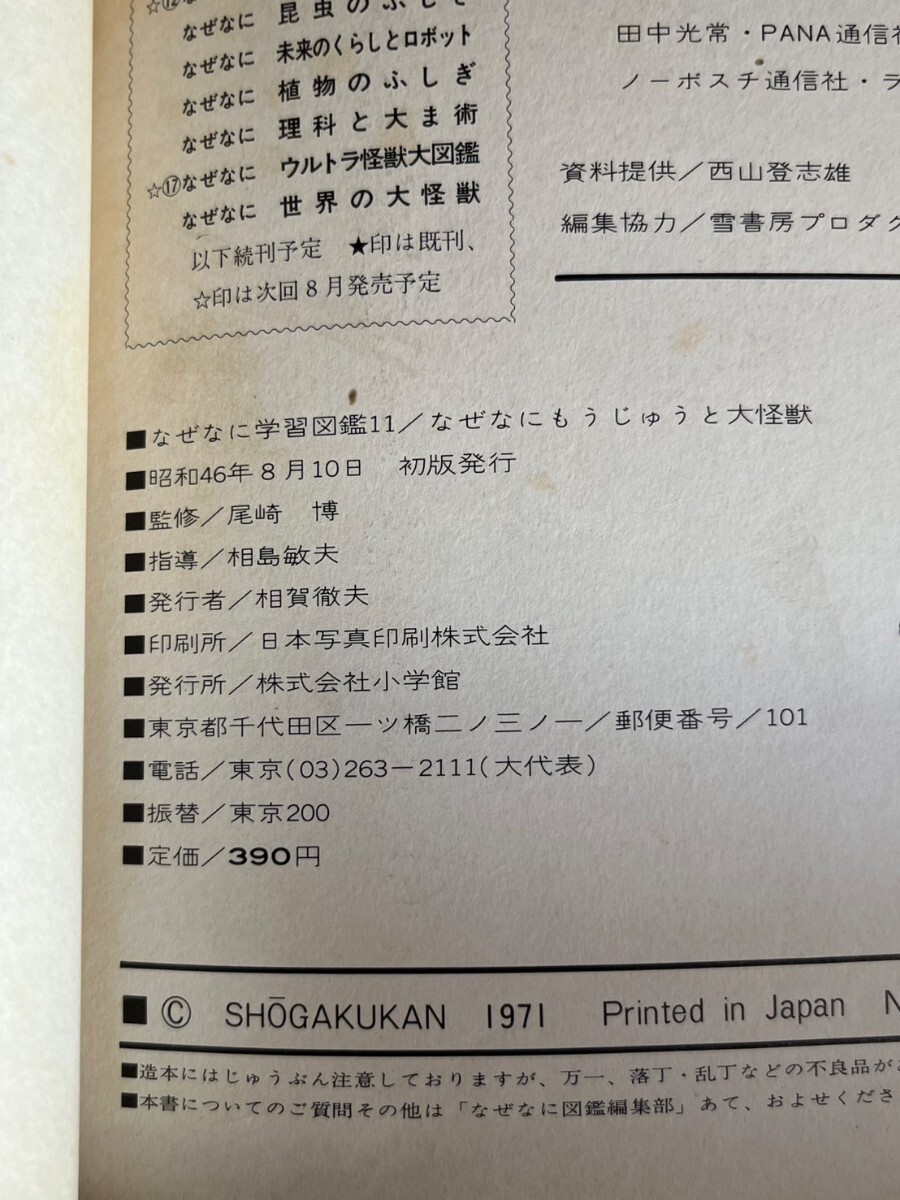 ☆⑫なぜなに 昆虫のふしぎ
なぜなに 未来のくらしとロボット
なぜなに 植物のふしぎ
なぜなに 理科と大ま術
なぜなに ウルトラ怪獣大図鑑
☆⑰なぜなに 世界の大怪獣
以下続刊予定 ★印は既刊、
☆印は次回8月発売予定
田中光常・PANA通信社
ノーボスチ通信社・ラ
資料提供/西山登志雄
編集協力/雪書房プロダク
■なぜなに学習図鑑11/なぜなにもうじゅうと大怪獣
■昭和46年8月10日 初版発行
■監修/尾崎 博
■指導/相島敏夫
■発行者/相賀徹夫
■印刷所/日本写真印刷株式会社
■発行所/株式会社小学館
■東京都千代田区一ツ橋二ノ三ノ一/郵便番号/101
■電話/東京(03)263-2111(大代表)
■振替/東京200
■定価/390円
■© SHŌGAKUKAN 1971 Printed in Japan N
■造本にはじゅうぶん注意しておりますが、万一、落丁・乱丁などの不良品が
■本書についてのご質問その他は「なぜなに図鑑編集部」あて、およせくださ